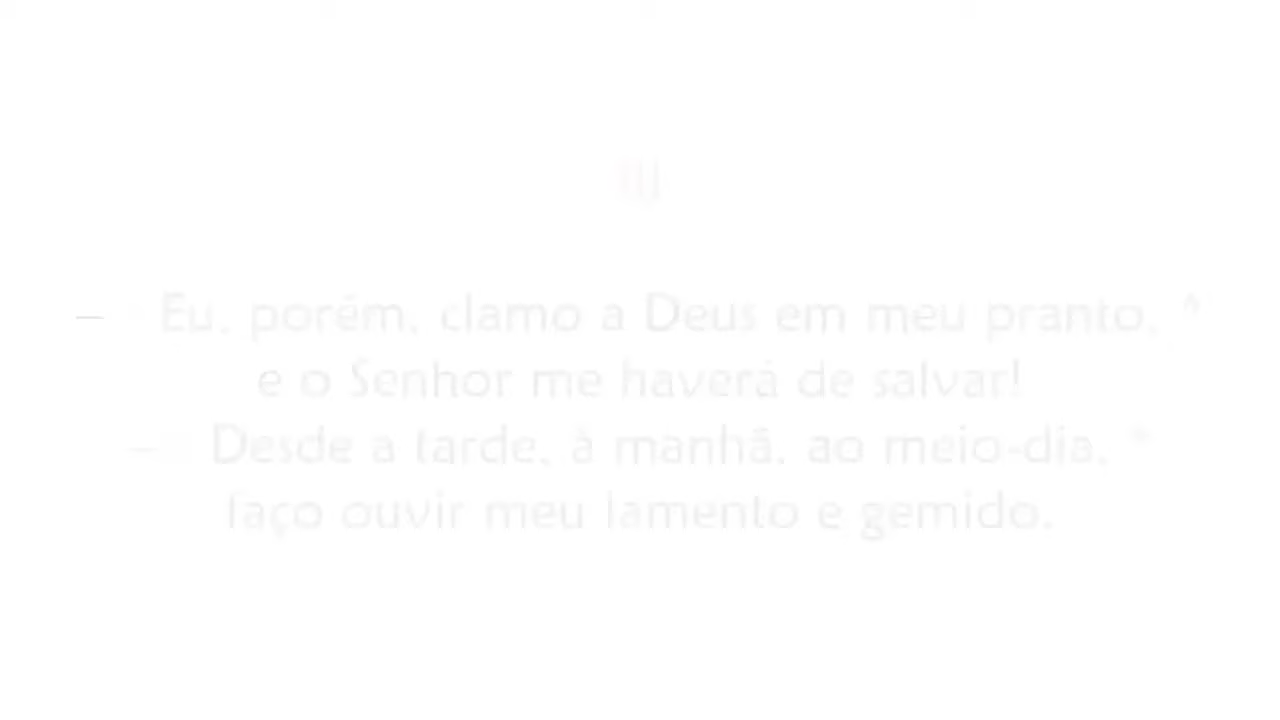 III
– Eu, porém, clamo a Deus em meu pranto, *
e o Senhor me haverá de salvar!
– Desde a tarde, à manhã, ao meio-dia, *
faço ouvir meu lamento e gemido.